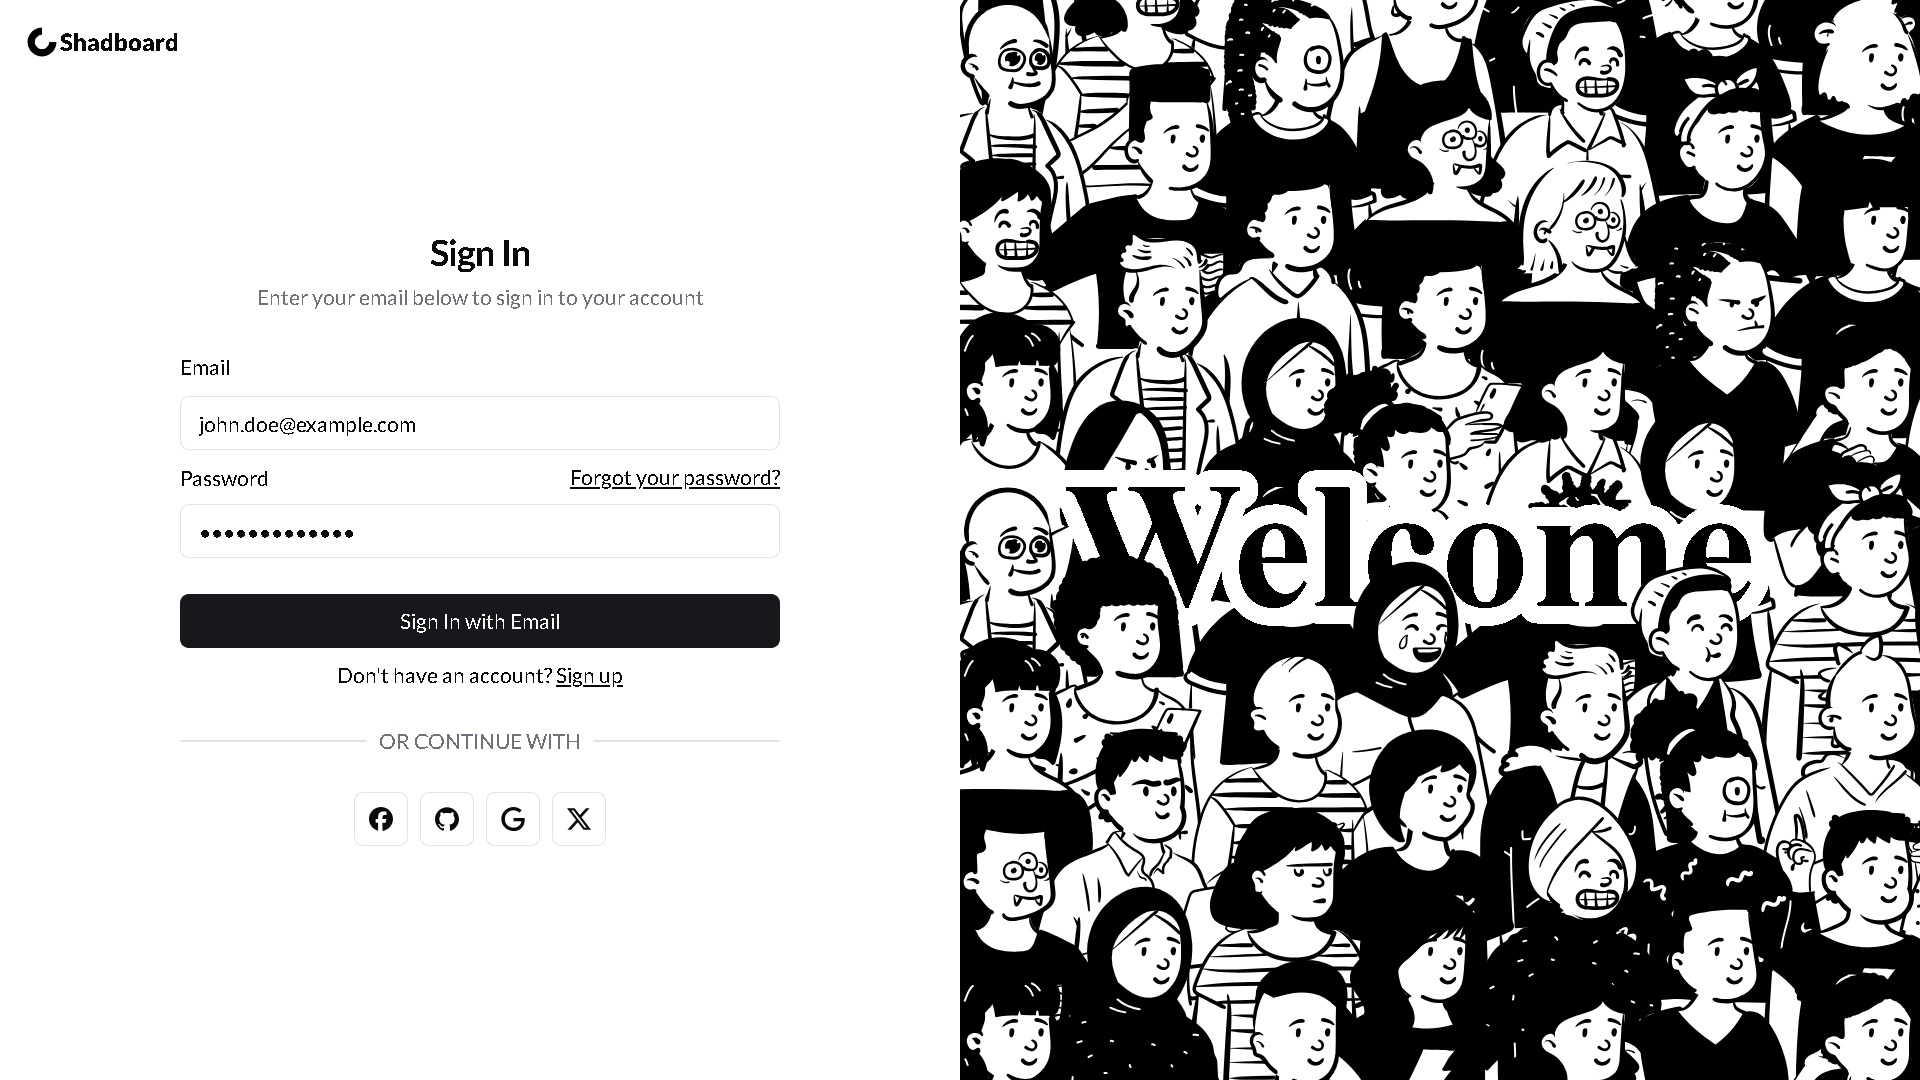 Shadboard
Sign In
Enter your email below to sign in to your account
Email
john.doe@example.com
Password
Forgot your password?
•••••••••••••
Sign In with Email
Don't have an account? Sign up
OR CONTINUE WITH
Welcome